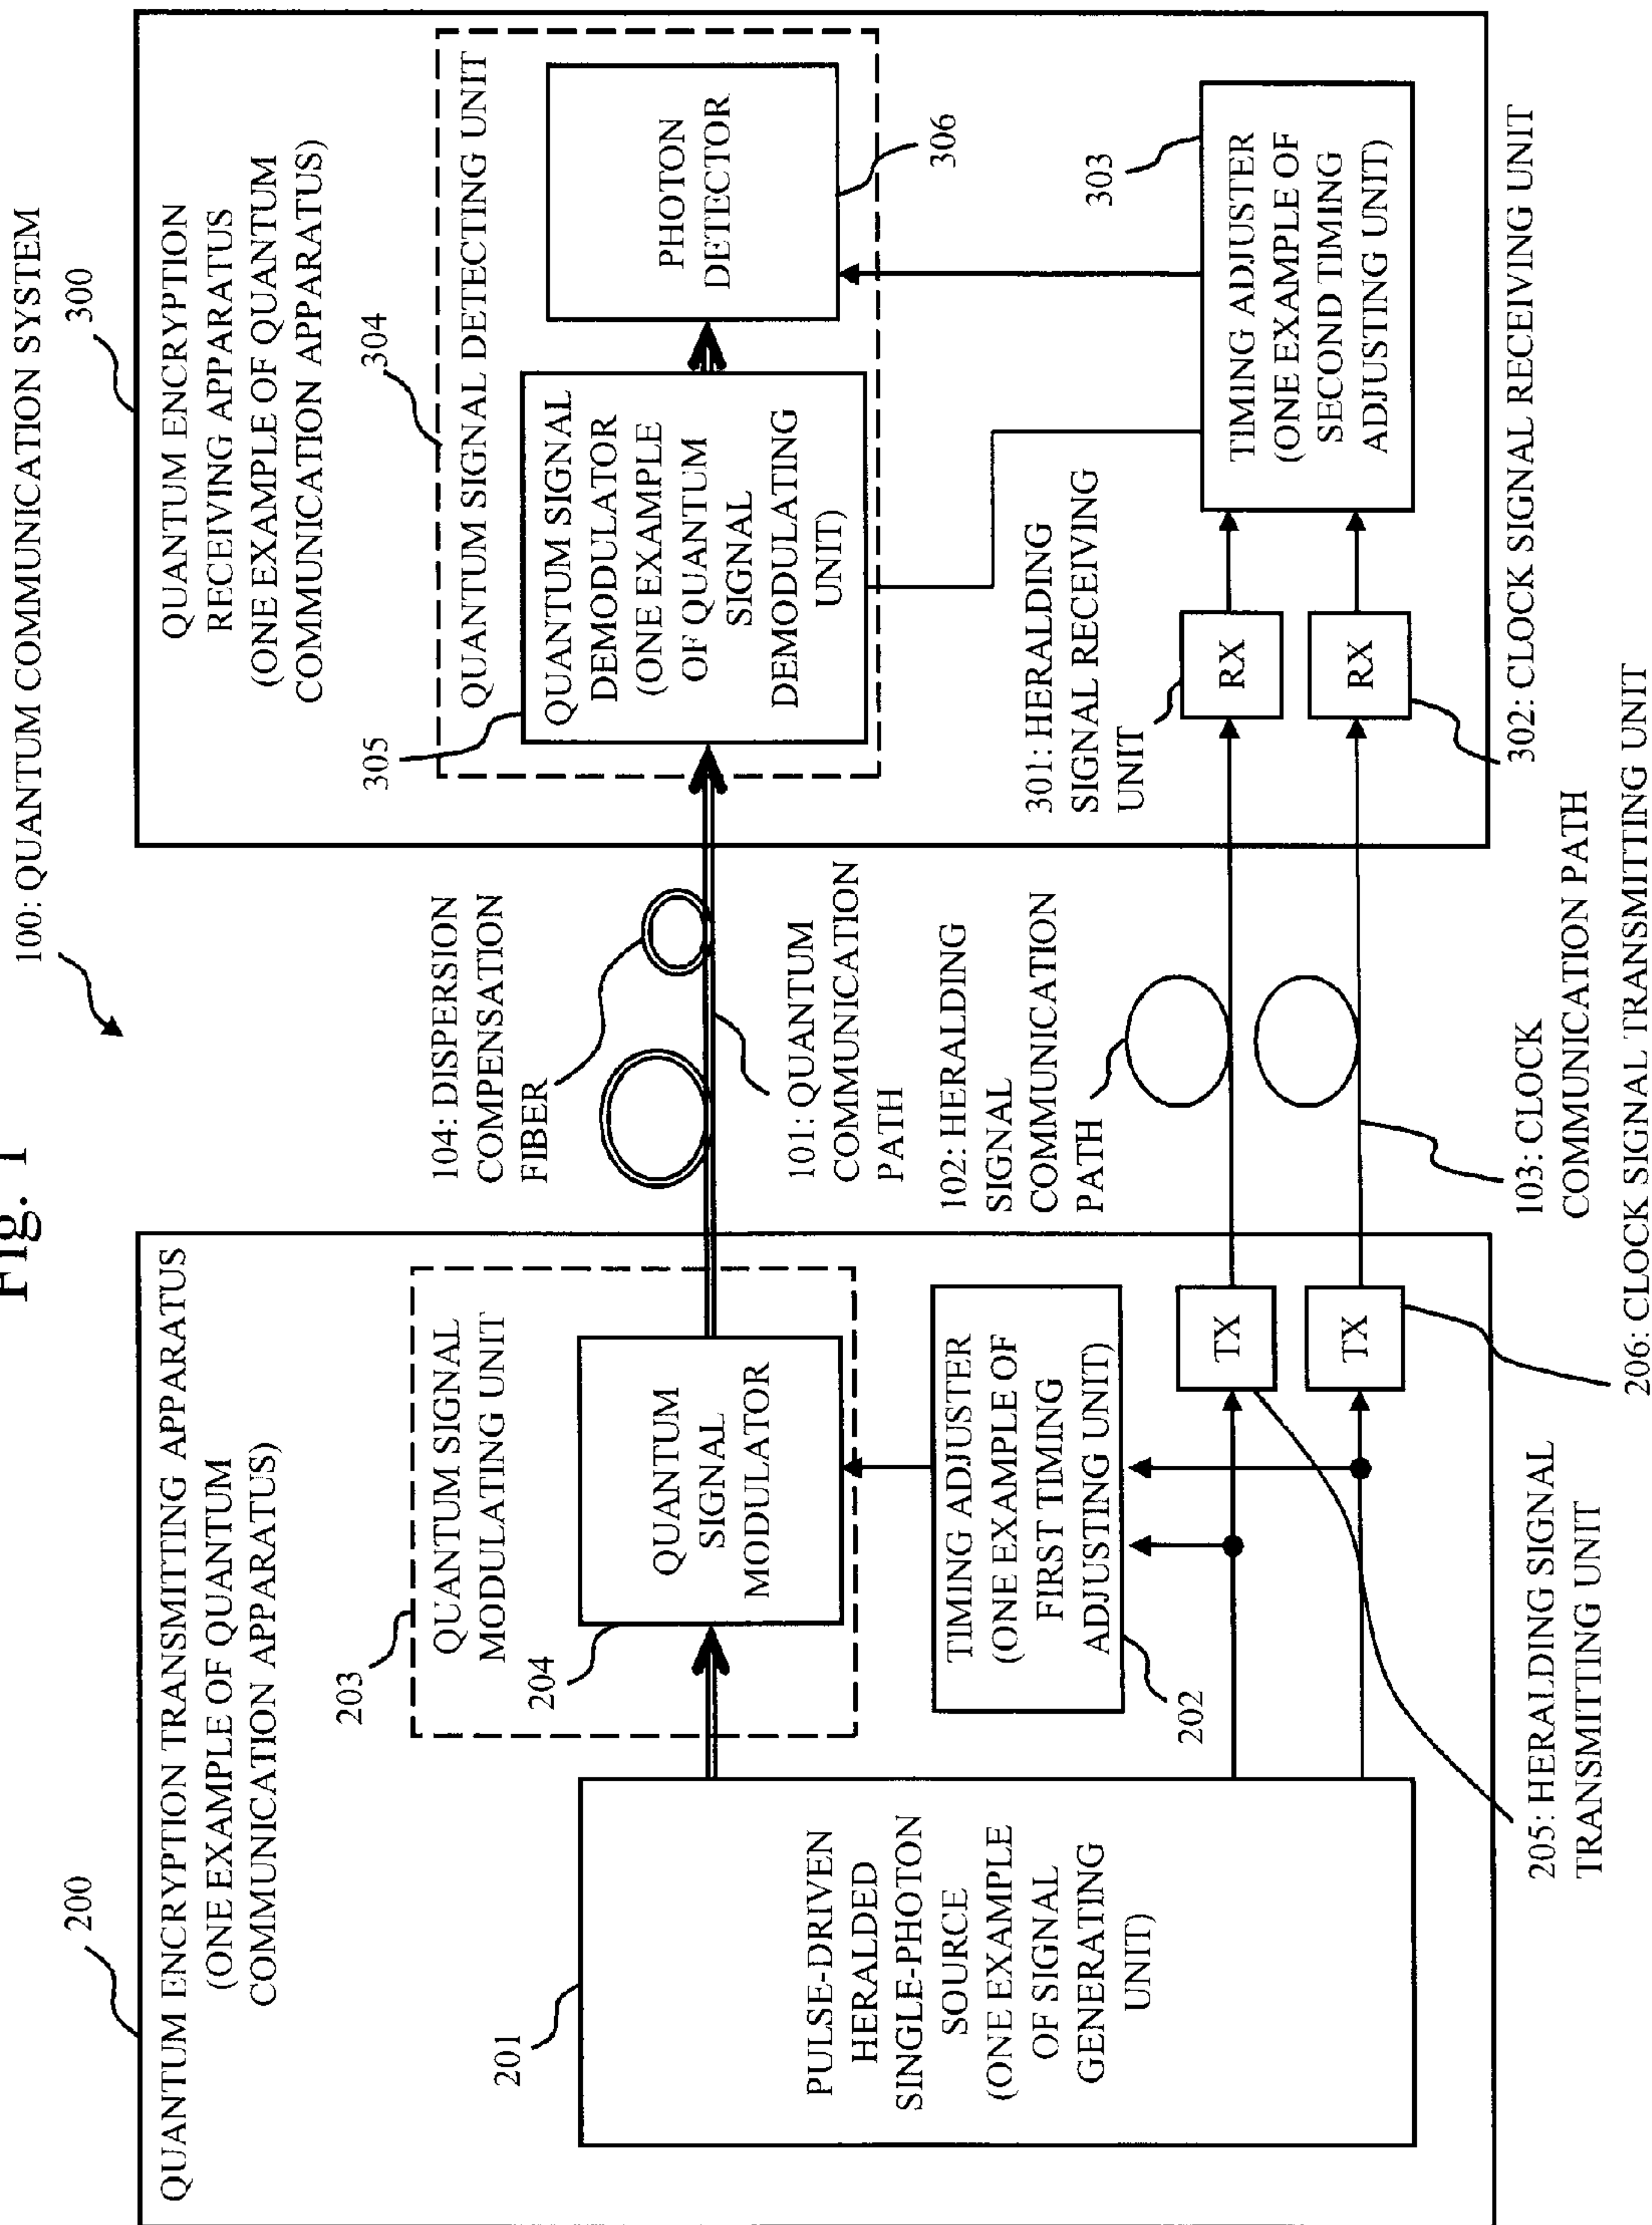 Fig. 1
100: QUANTUM COMMUNICATION SYSTEM
200
QUANTUM ENCRYPTION TRANSMITTING APPARATUS
(ONE EXAMPLE OF QUANTUM
COMMUNICATION APPARATUS)
201
PULSE-DRIVEN
HERALDED
SINGLE-PHOTON
SOURCE
(ONE EXAMPLE
OF SIGNAL
GENERATING
UNIT)
203
QUANTUM SIGNAL
MODULATING UNIT
204
QUANTUM
SIGNAL
MODULATOR
TIMING ADJUSTER
(ONE EXAMPLE OF
FIRST TIMING
ADJUSTING UNIT)
202
TX
TX
205: HERALDING SIGNAL
TRANSMITTING UNIT
206: CLOCK SIGNAL TRANSMITTING UNIT
104: DISPERSION
COMPENSATION
FIBER
101: QUANTUM
COMMUNICATION
PATH
102: HERALDING
SIGNAL
COMMUNICATION
PATH
103: CLOCK
COMMUNICATION PATH
300
QUANTUM ENCRYPTION
RECEIVING APPARATUS
(ONE EXAMPLE OF QUANTUM
COMMUNICATION APPARATUS)
304
QUANTUM SIGNAL DETECTING UNIT
305
QUANTUM SIGNAL
DEMODULATOR
(ONE EXAMPLE
OF QUANTUM
SIGNAL
DEMODULATING
UNIT)
PHOTON
DETECTOR
306
301: HERALDING
SIGNAL RECEIVING
UNIT
RX
RX
303
TIMING ADJUSTER
(ONE EXAMPLE OF
SECOND TIMING
ADJUSTING UNIT)
302: CLOCK SIGNAL RECEIVING UNIT